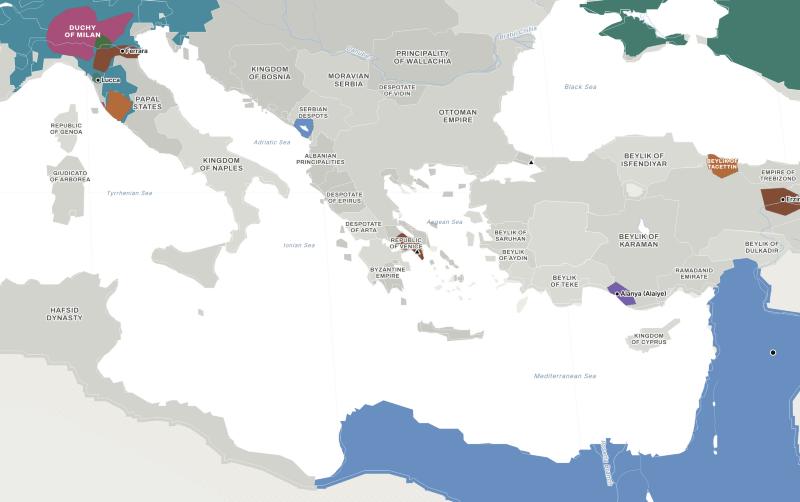 DUCHY
OF MILAN
Ferrara
Lucca
PAPAL
STATES
REPUBLIC
OF GENOA
GIUDICATO
OF ARBOREA
Tyrrhenian Sea
KINGDOM
OF NAPLES
Adriatic Sea
KINGDOM
OF BOSNIA
MORAVIAN
SERBIA
PRINCIPALITY
OF WALLACHIA
DESPOTATE
OF VIDIN
SERBIAN
DESPOTS
OTTOMAN
EMPIRE
ALBANIAN
PRINCIPALITIES
DESPOTATE
OF EPIRUS
DESPOTATE
OF ARTA
Ionian Sea
Aegean Sea
REPUBLIC
OF VENICE
BYZANTINE
EMPIRE
Black Sea
BEYLIK OF
ISFENDIYAR
BEYLIK OF
TACETTIN
EMPIRE OF
TREBIZOND
Erzin
BEYLIK OF
SARUHAN
BEYLIK
OF AYDIN
BEYLIK OF
KARAMAN
BEYLIK OF
DULKADIR
BEYLIK
OF TEKE
RAMADANID
EMIRATE
Alanya (Alaiye)
KINGDOM
OF CYPRUS
HAFSID
DYNASTY
Mediterranean Sea